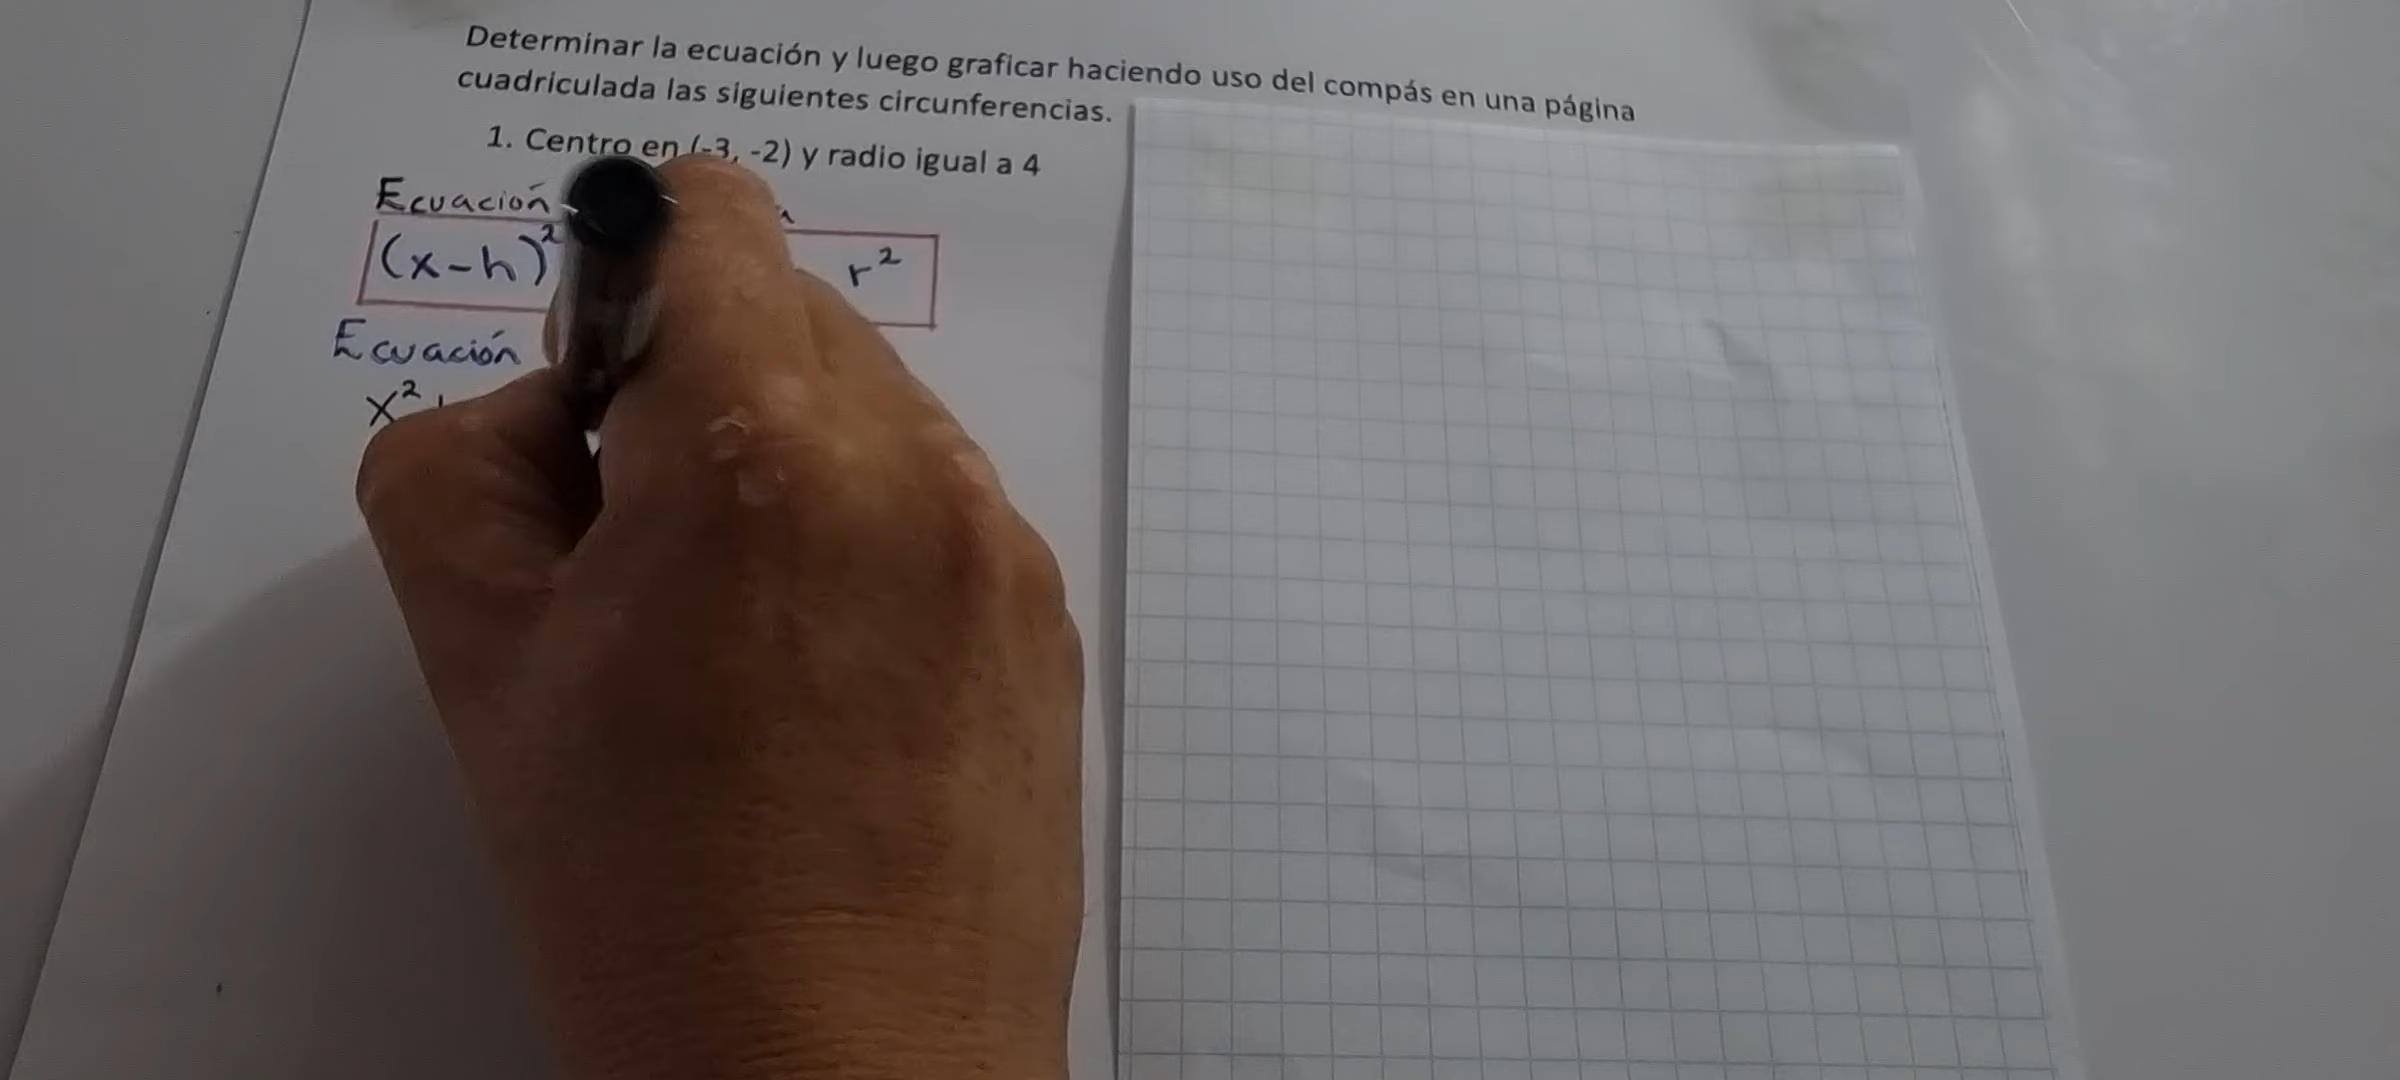 Determinar la ecuación y luego graficar haciendo uso del compás en una página
cuadriculada las siguientes circunferencias.
1. Centro en (-3, -2) y radio igual a 4
Ecuación
(x-h)² r²
Ecuación
x²